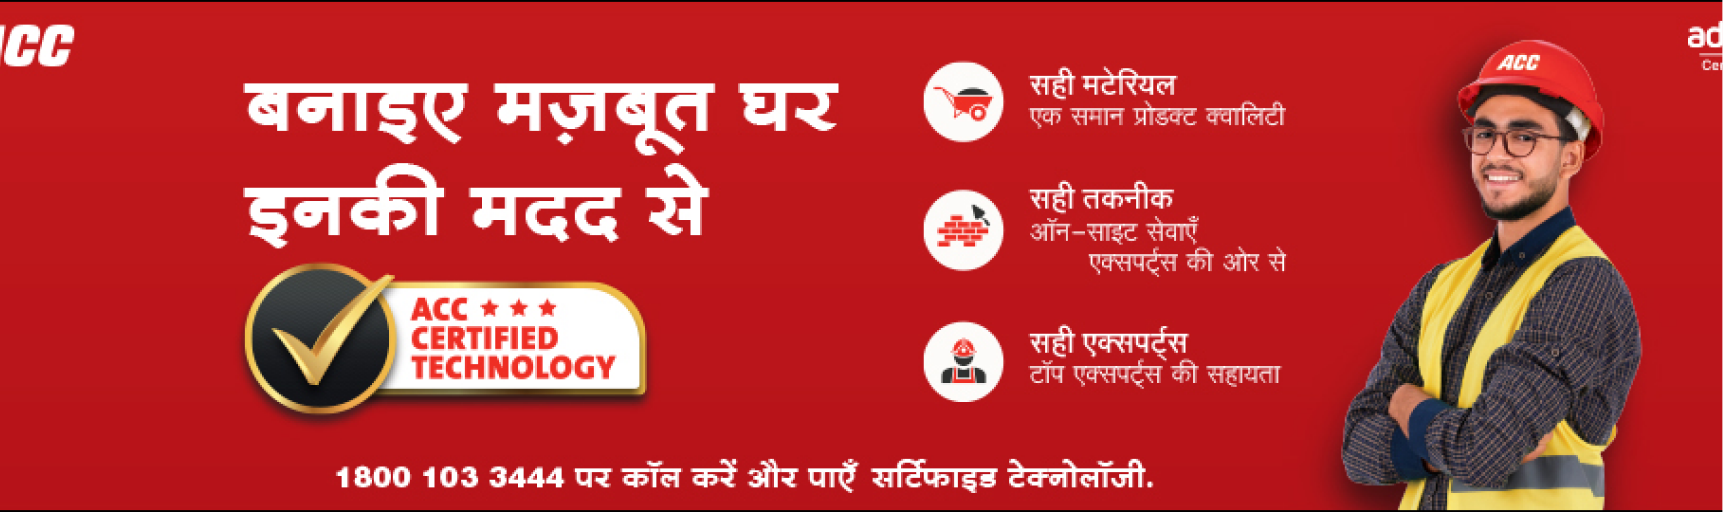 ACC
बनाइए मज़बूत घर
इनकी मदद से
ACC
CERTIFIED
TECHNOLOGY
सही मटेरियल
एक समान प्रोडक्ट क्वालिटी
सही तकनीक
ऑन-साइट सेवाएँ
एक्सपर्ट्स की ओर से
सही एक्सपर्ट्स
टॉप एक्सपर्ट्स की सहायता
ACC
1800 103 3444 पर कॉल करें और पाएँ सर्टिफाइड टेक्नोलॉजी.